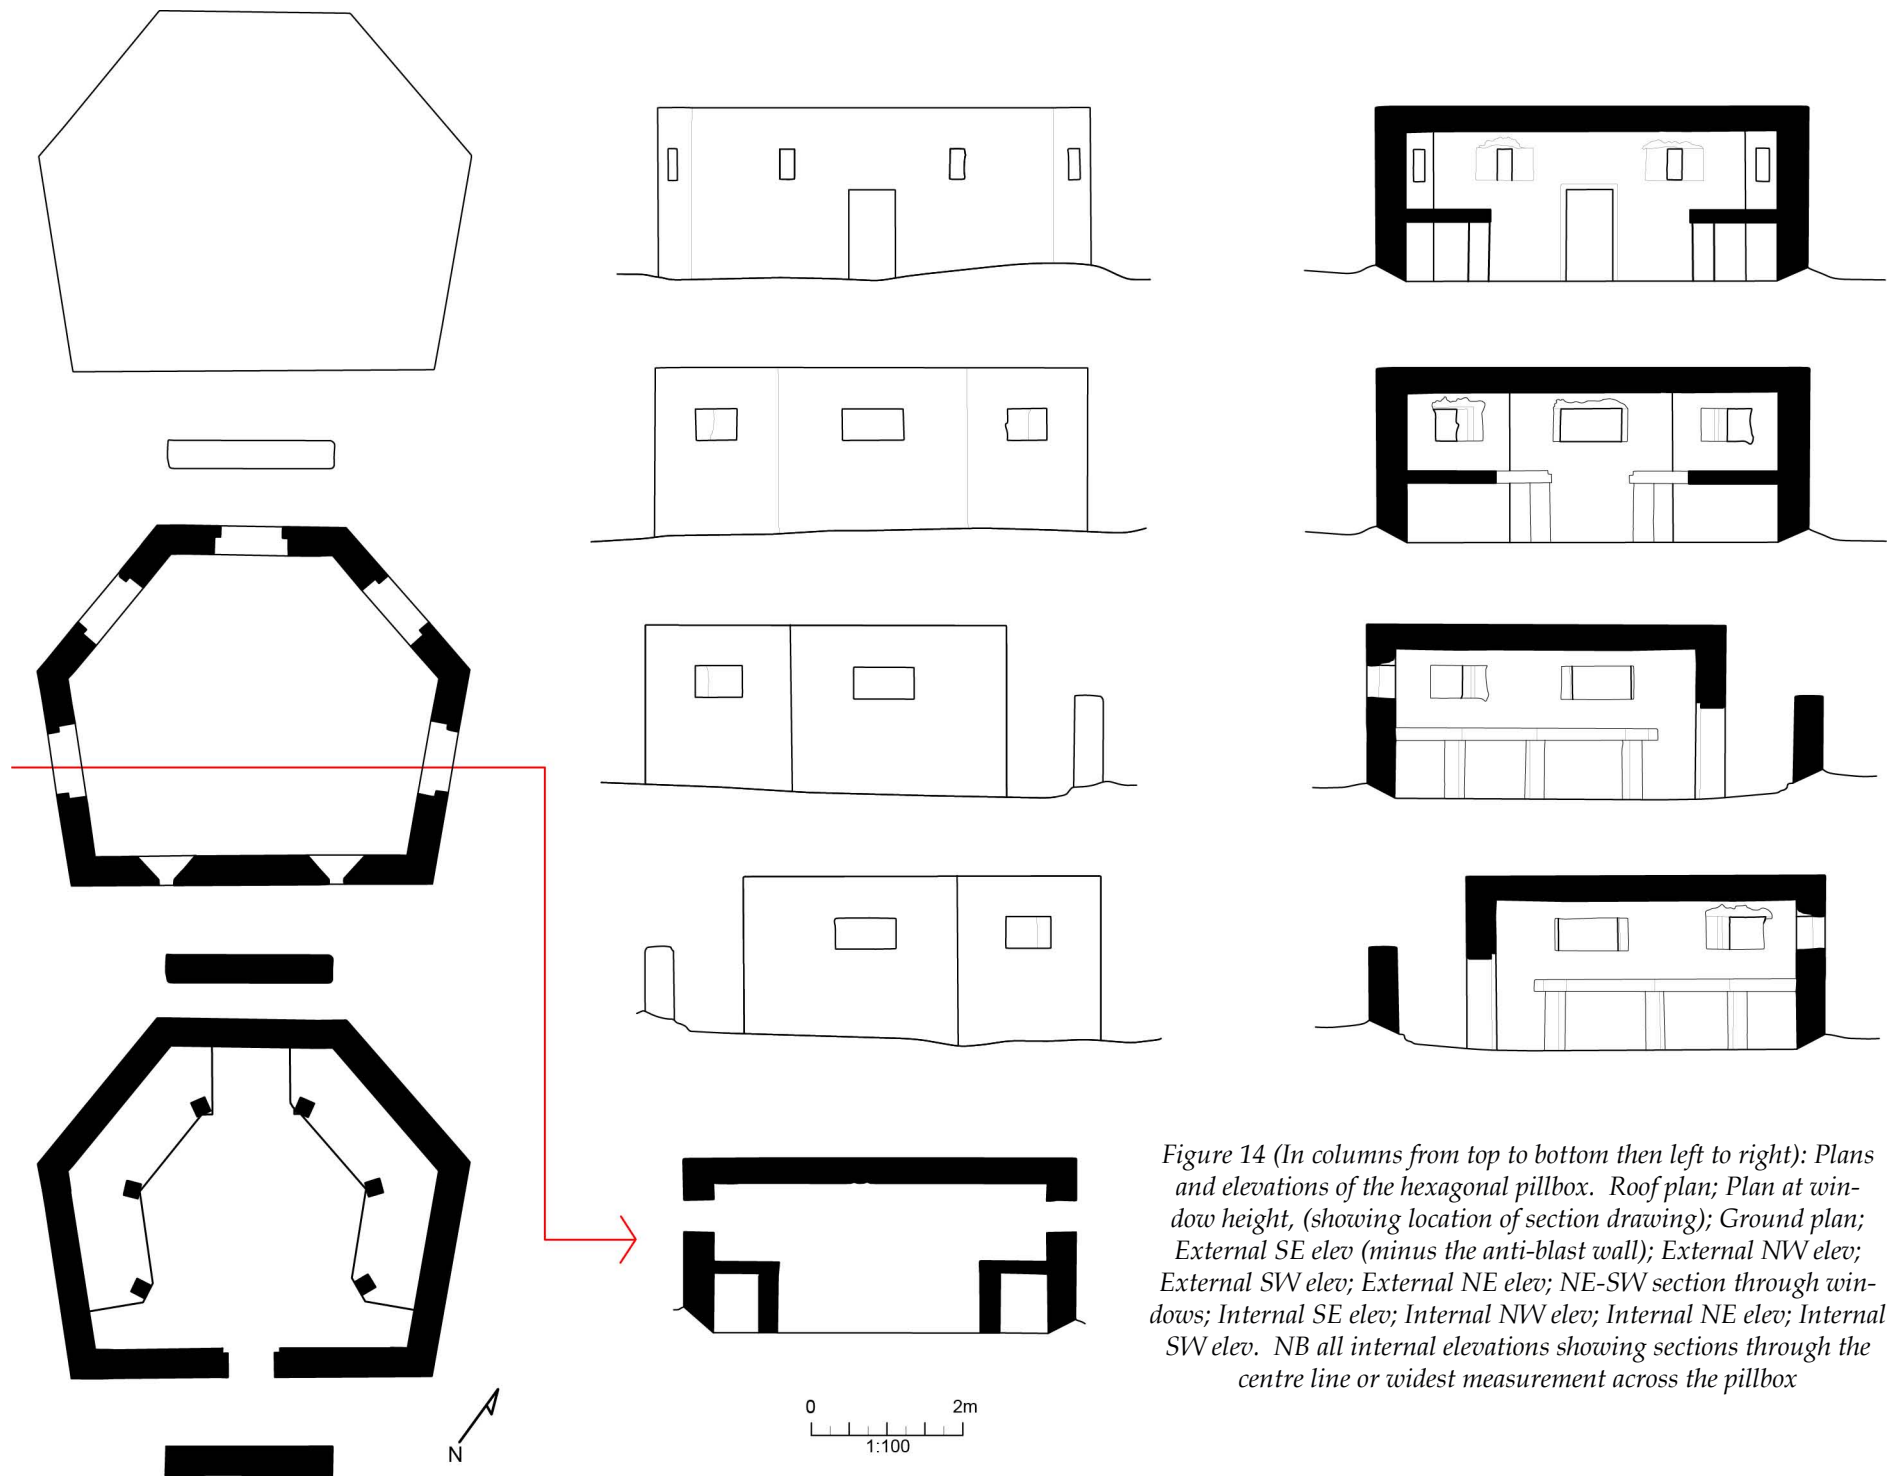 Figure 14 (In columns from top to bottom then left to right): Plans
and elevations of the hexagonal pillbox. Roof plan; Plan at win-
dow height, (showing location of section drawing); Ground plan;
External SE elev (minus the anti-blast wall); External NW elev;
External SW elev; External NE elev; NE-SW section through win-
dows; Internal SE elev; Internal NW elev; Internal NE elev; Internal
SW elev. NB all internal elevations showing sections through the
centre line or widest measurement across the pillbox
0 2m
1:100
N